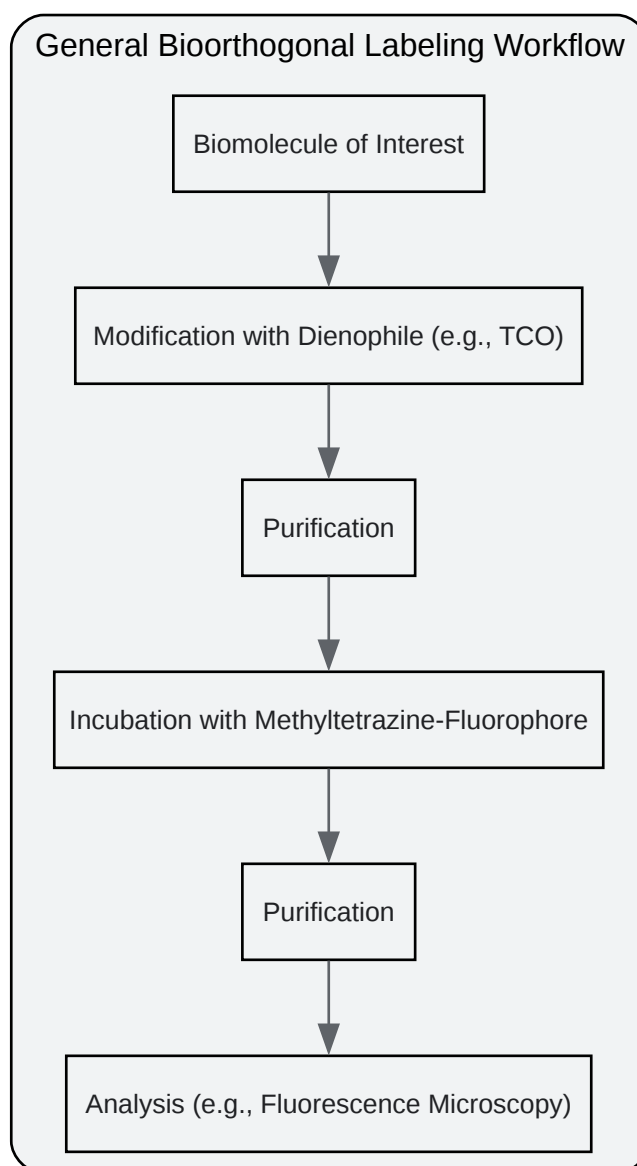 General Bioorthogonal Labeling Workflow
Biomolecule of Interest
Modification with Dienophile (e.g., TCO)
Purification
Incubation with Methyltetrazine-Fluorophore
Purification
Analysis (e.g., Fluorescence Microscopy)